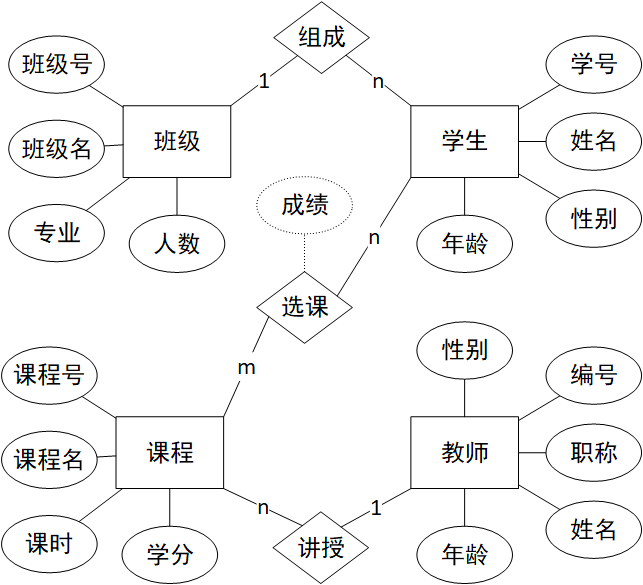 组成
班级号
学号
1
n
班级名
班级
学生
姓名
成绩
专业
人数
年龄
性别
n
选课
性别
m
课程号
编号
课程名
课程
教师
职称
n
1
课时
学分
讲授
年龄
姓名